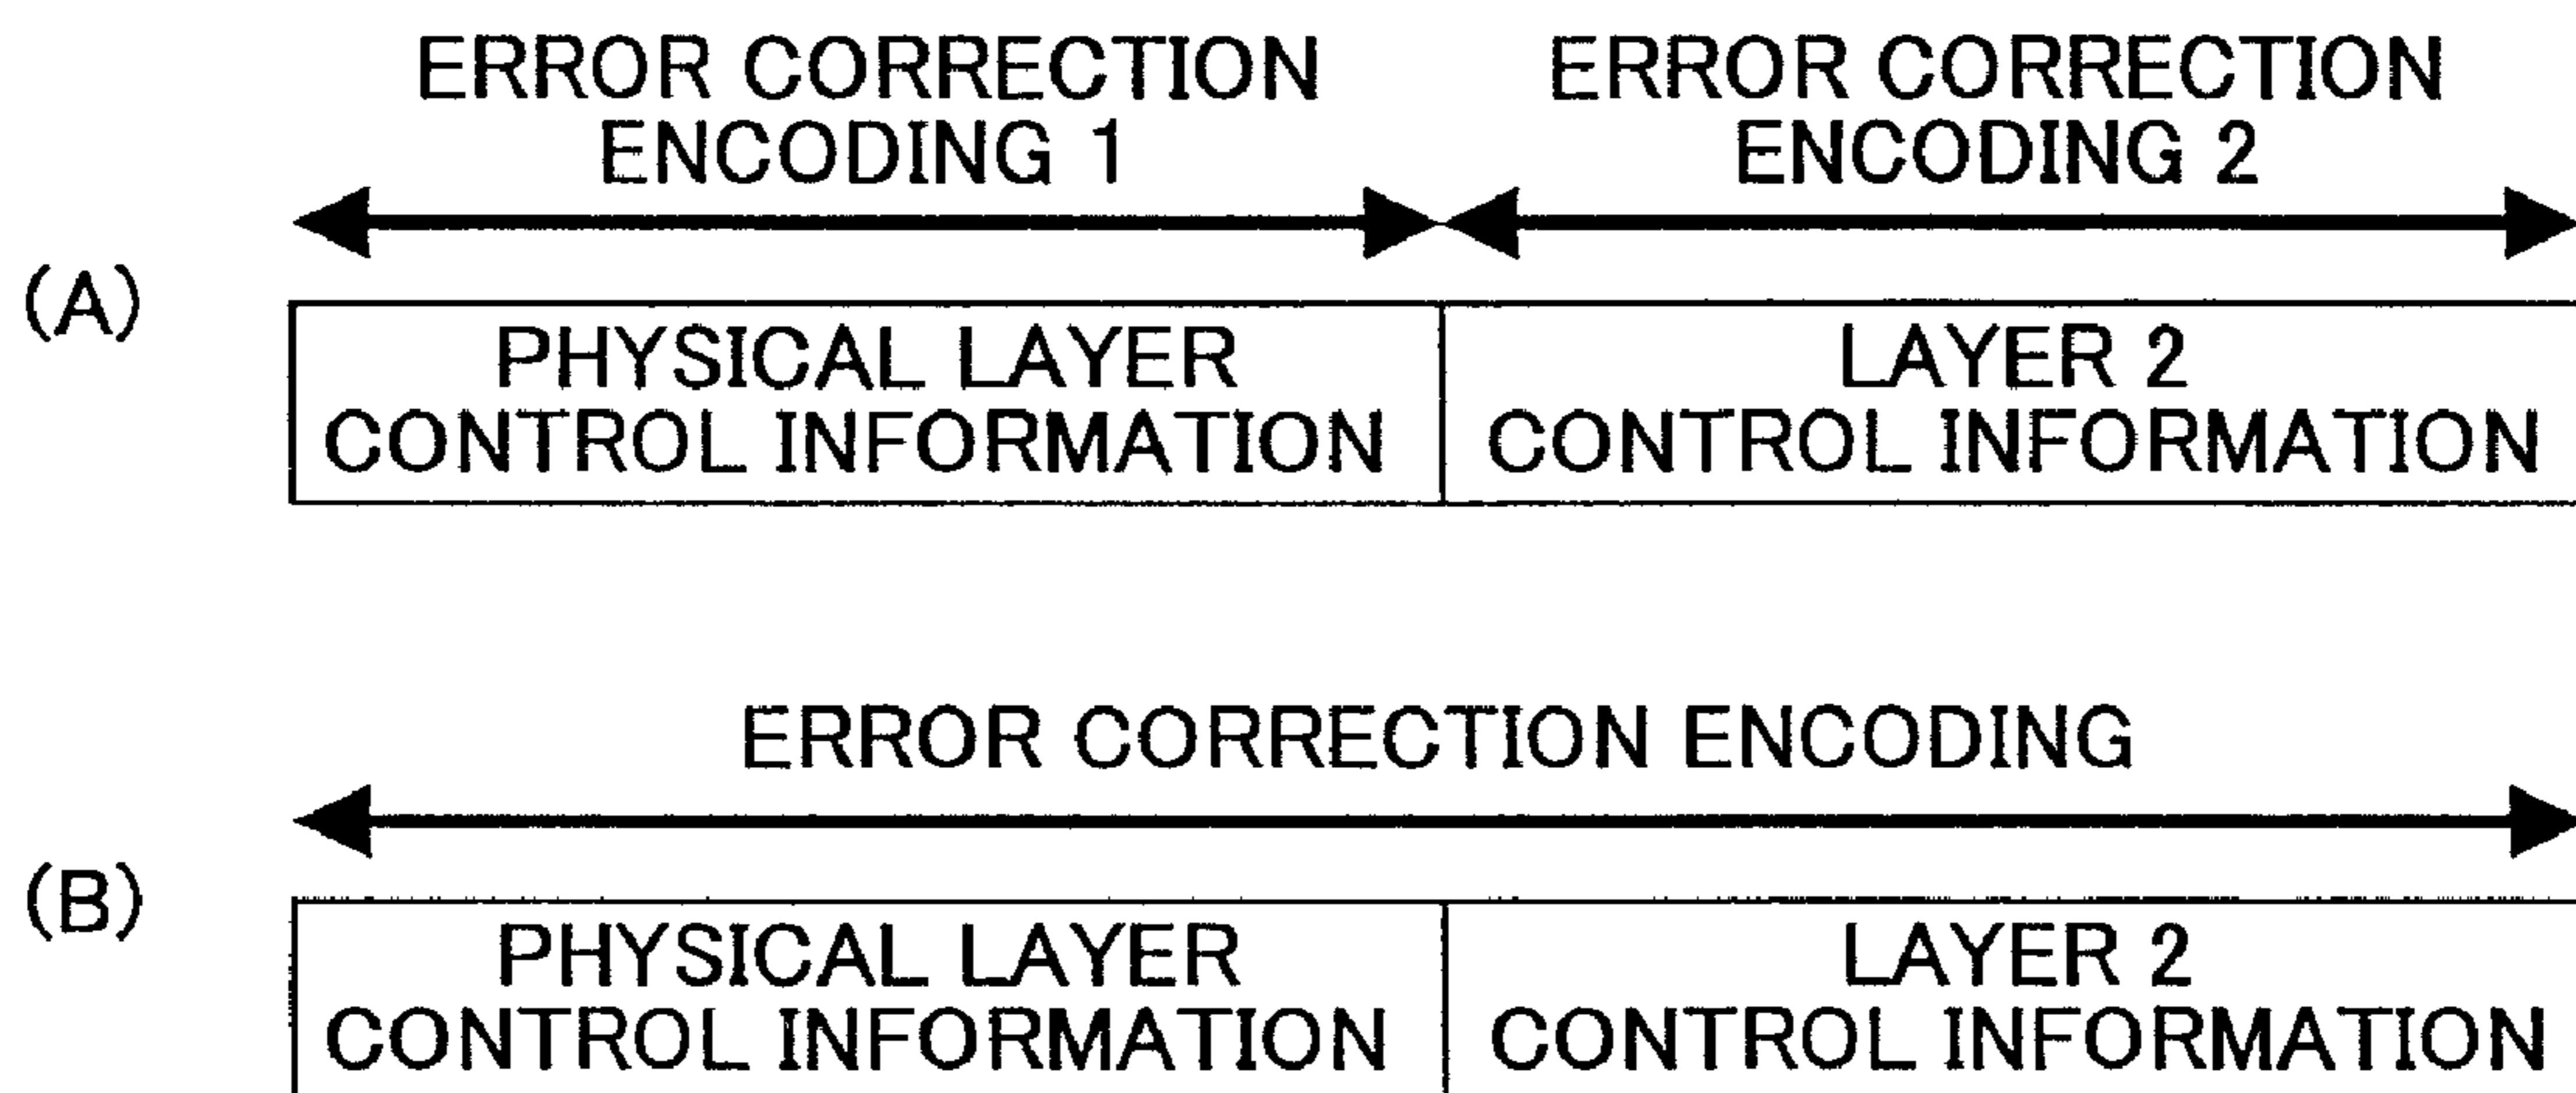 ERROR CORRECTION
ENCODING 1
ERROR CORRECTION
ENCODING 2
(A)
PHYSICAL LAYER
CONTROL INFORMATION
LAYER 2
CONTROL INFORMATION
ERROR CORRECTION ENCODING
(B)
PHYSICAL LAYER
CONTROL INFORMATION
LAYER 2
CONTROL INFORMATION